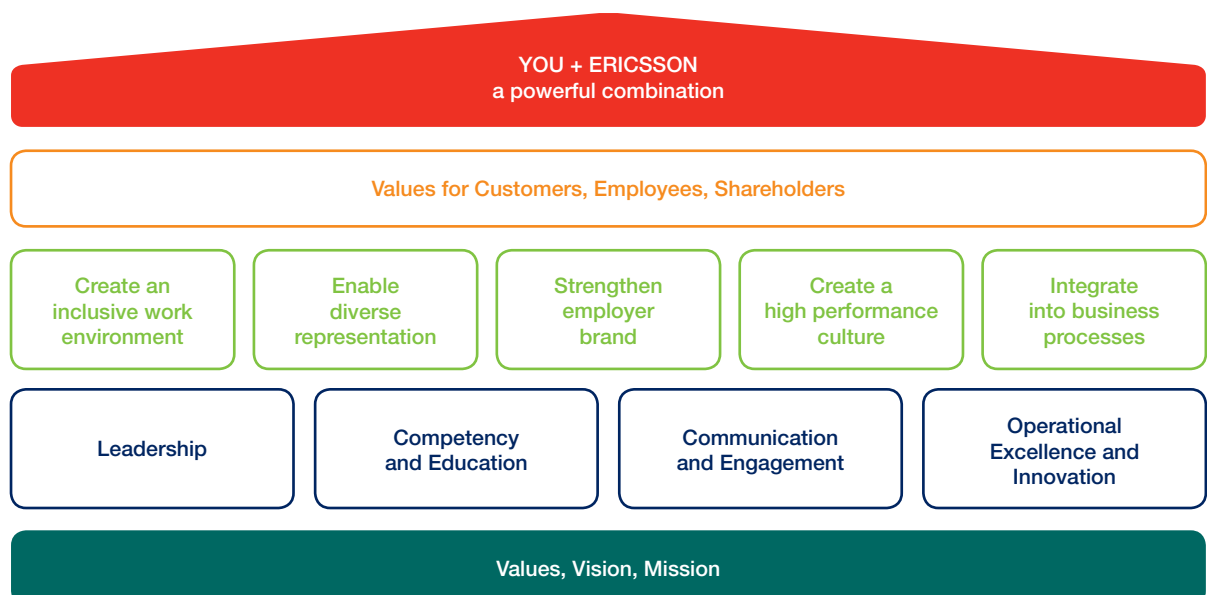 YOU + ERICSSON
a powerful combination
Values for Customers, Employees, Shareholders
Create an
inclusive work
environment
Enable
diverse
representation
Strengthen
employer
brand
Create a
high performance
culture
Integrate
into business
processes
Leadership
Competency
and Education
Communication
and Engagement
Operational
Excellence and
Innovation
Values, Vision, Mission